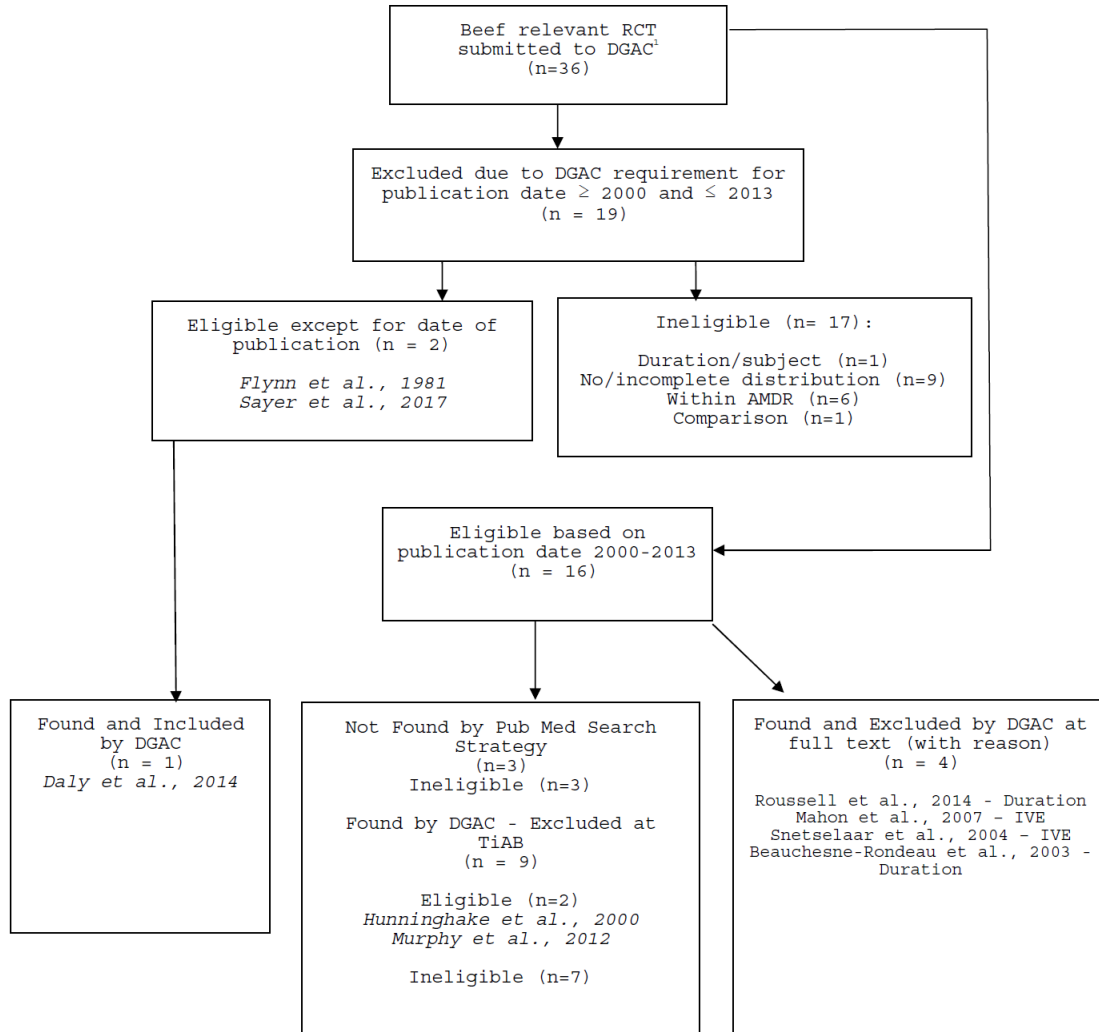 Beef relevant RCT
submitted to DGAC¹
(n=36)
Excluded due to DGAC requirement for
publication date ≥ 2000 and ≤ 2013
(n = 19)
Eligible except for date of
publication (n = 2)
Flynn et al., 1981
Sayer et al., 2017
Ineligible (n= 17):
Duration/subject (n=1)
No/incomplete distribution (n=9)
Within AMDR (n=6)
Comparison (n=1)
Eligible based on
publication date 2000-2013
(n = 16)
Found and Included
by DGAC
(n = 1)
Daly et al., 2014
Not Found by Pub Med Search
Strategy
(n=3)
Ineligible (n=3)
Found by DGAC - Excluded at
TiAB
(n = 9)
Eligible (n=2)
Hunninghake et al., 2000
Murphy et al., 2012
Ineligible (n=7)
Found and Excluded by DGAC at
full text (with reason)
(n = 4)
Roussell et al., 2014 - Duration
Mahon et al., 2007 – IVE
Snetselaar et al., 2004 – IVE
Beauchesne-Rondeau et al., 2003 -
Duration